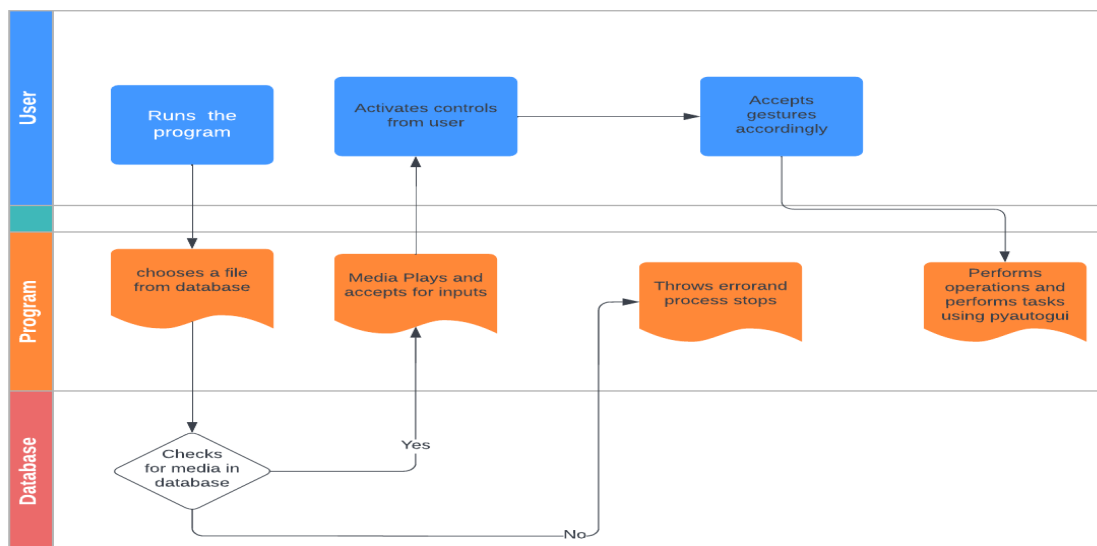 User
Runs the
program
Activates controls
from user
Accepts
gestures
accordingly
Program
chooses a file
from database
Media Plays and
accepts for inputs
Throws errorand
process stops
Performs
operations and
performs tasks
using pyautogui
Database
Checks
for media in
database
Yes
No